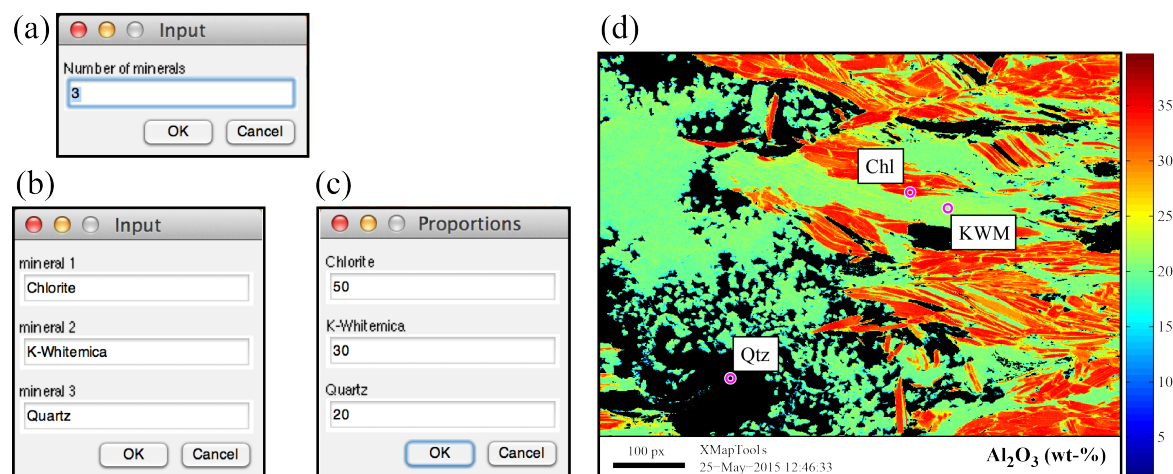 (a)
Input
Number of minerals
3
OK Cancel
(b)
Input
mineral 1
Chlorite
mineral 2
K-Whitemica
mineral 3
Quartz
OK Cancel
(c)
Proportions
Chlorite
50
K-Whitemica
30
Quartz
20
OK Cancel
(d)
Chl
KWM
Qtz
35
30
25
20
15
10
5
100 px
XMapTools
25-May-2015 12:46:33
Al₂O₃ (wt-%)